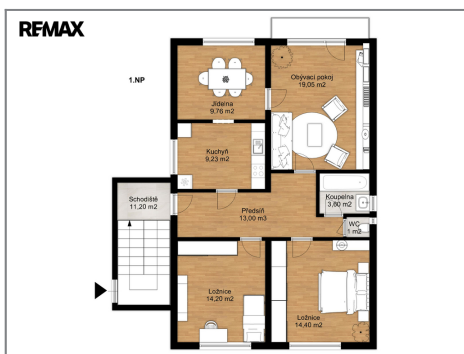 REMAX
1.NP
Jídelna
9,76 m2
Obývací pokoj
19,05 m2
Kuchyň
9,23 m2
Schodiště
11,20 m2
Koupelna
3,80 m2
Předsíň
13,00 m3
WC
1 m2
Ložnice
14,20 m2
Ložnice
14,40 m2